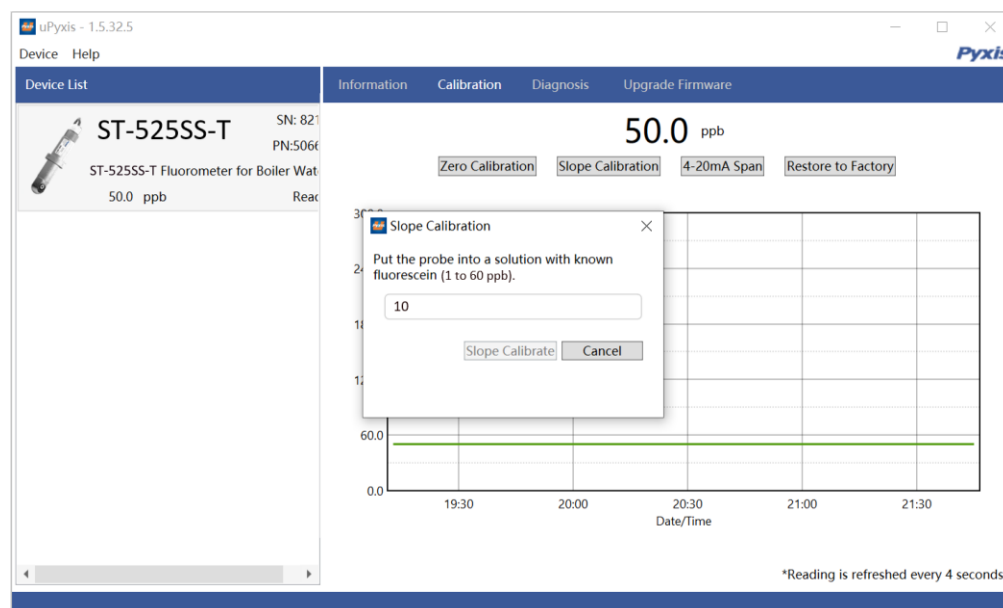 uPyxis - 1.5.32.5
Device Help
Pyxis
Device List
Information Calibration Diagnosis Upgrade Firmware
ST-525SS-T
SN: 821
PN:5066
ST-525SS-T Fluorometer for Boiler Wat
50.0 ppb
Reac
50.0 ppb
Zero Calibration Slope Calibration 4-20mA Span Restore to Factory
Slope Calibration
Put the probe into a solution with known
fluorescein (1 to 60 ppb).
10
Slope Calibrate Cancel
60.0
0.0
19:30 20:00 20:30 21:00 21:30
Date/Time
*Reading is refreshed every 4 seconds